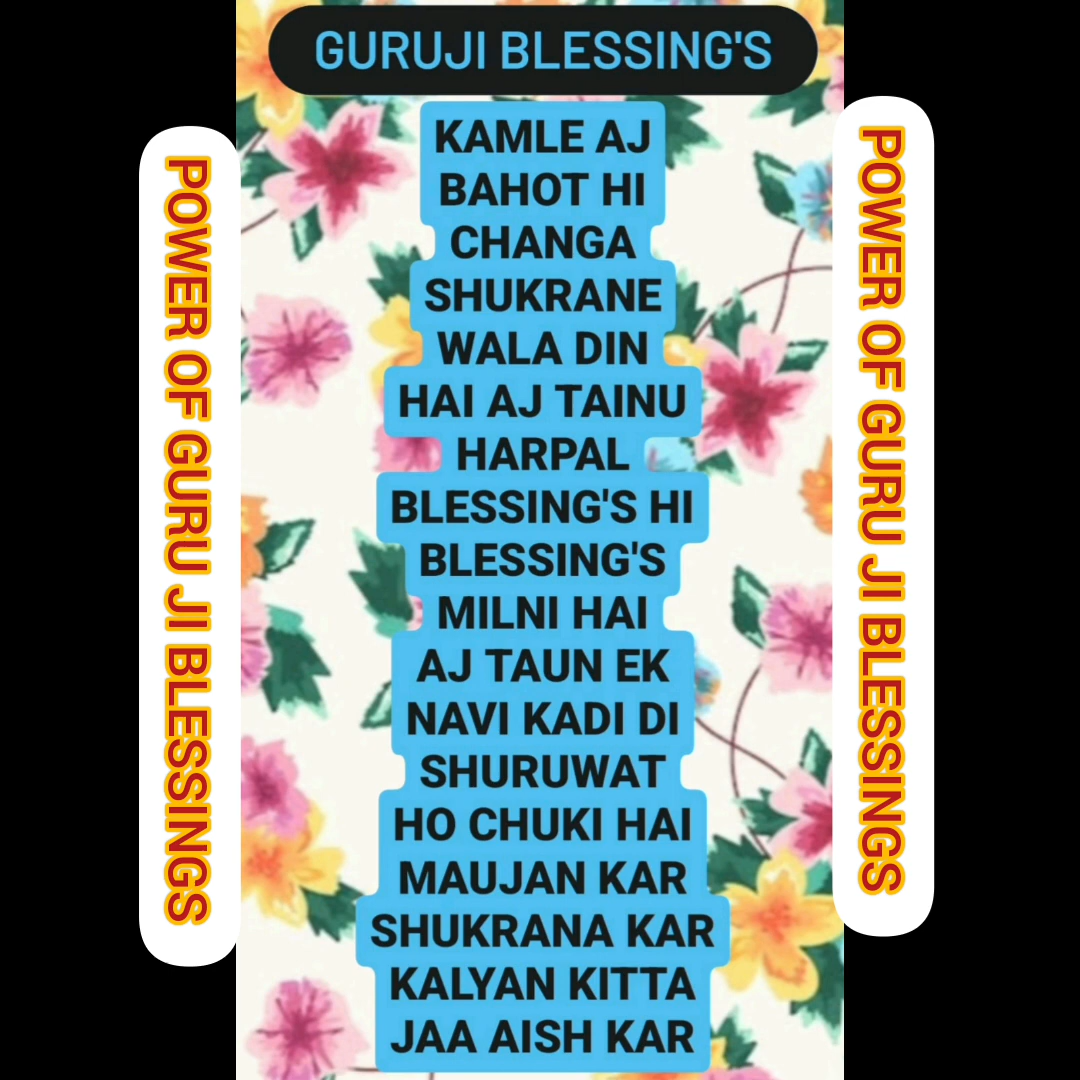 GURUJI BLESSING'S
KAMLE AJ
BAHOT HI
CHANGA
SHUKRANE
WALA DIN
HAI AJ TAINU
HARPAL
BLESSING'S HI
BLESSING'S
MILNI HAI
AJ TAUN EK
NAVI KADI DI
SHURUWAT
HO CHUKI HAI
MAUJAN KAR
SHUKRANA KAR
KALYAN KITTA
JAA AISH KAR
POWER OF GURU JI BLESSINGS
POWER OF GURU JI BLESSINGS